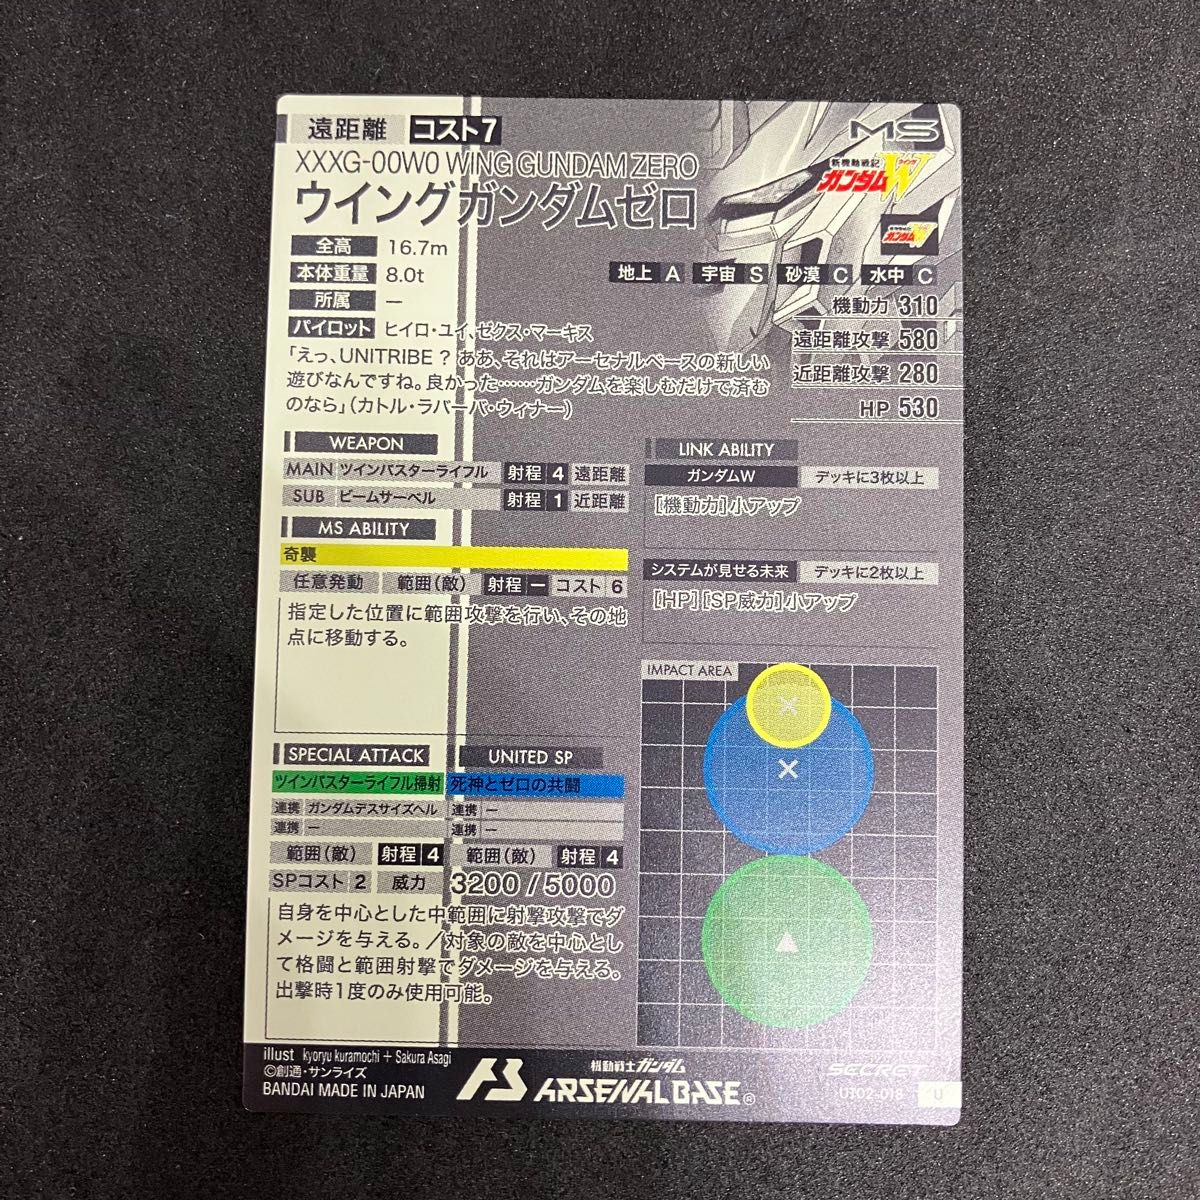 遠距離 コスト7
MS
XXXG-00W0 WING GUNDAM ZERO
ウイングガンダムゼロ
新機動戦記 ガンダムW ウイング
全高 16.7m
本体重量 8.0t
所属 ー
パイロット ヒイロ・ユイ、ゼクス・マーキス
地上 A 宇宙 S 砂漠 C 水中 C
機動力 310
遠距離攻撃 580
近距離攻撃 280
HP 530
「えっ、UNITRIBE？ああ、それはアーセナルベースの新しい
遊びなんですね。良かった……ガンダムを楽しむだけで済む
のなら」（カトル・ラバーバ・ウィナー）
WEAPON
MAIN ツインバスターライフル 射程 4 遠距離
SUB ビームサーベル 射程 1 近距離
MS ABILITY
奇襲
任意発動 範囲（敵） 射程 ー コスト 6
指定した位置に範囲攻撃を行い、その地
点に移動する。
LINK ABILITY
ガンダムW デッキに3枚以上
［機動力］小アップ
システムが見せる未来 デッキに2枚以上
［HP］［SP威力］小アップ
IMPACT AREA
SPECIAL ATTACK UNITED SP
ツインバスターライフル掃射 死神とゼロの共闘
連携 ガンダムデスサイズヘル 連携 ー
連携 ー 連携 ー
範囲（敵） 射程 4 範囲（敵） 射程 4
SPコスト 2 威力 3200 / 5000
自身を中心とした中範囲に射撃攻撃でダ
メージを与える。／対象の敵を中心とし
て格闘と範囲射撃でダメージを与える。
出撃時1度のみ使用可能。
illust kyoryu kuramochi + Sakura Asagi
©創通・サンライズ
BANDAI MADE IN JAPAN
機動戦士ガンダム
ARSENAL BASE®
SECRET
UT02-018 U